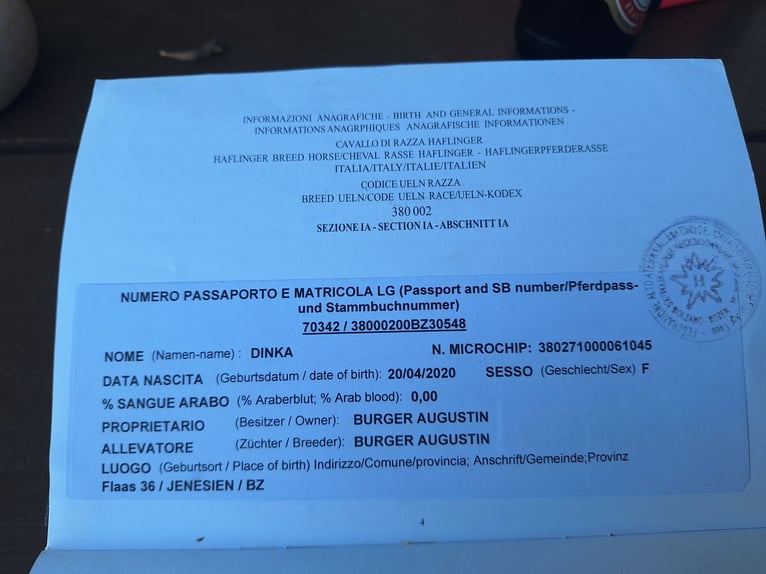 INFORMAZIONI ANAGRAFICHE - BIRTH AND GENERAL INFORMATIONS -
INFORMATIONS ANAGRPHIQUES ANAGRAFISCHE INFORMATIONEN
CAVALLO DI RAZZA HAFLINGER
HAFLINGER BREED HORSE/CHEVAL RASSE HAFLINGER - HAFLINGERPFERDERASSE
ITALIA/ITALY/ITALIE/ITALIEN
CODICE UELN RAZZA
BREED UELN/CODE UELN RACE/UELN-KODEX
380 002
SEZIONE IA - SECTION IA - ABSCHNITT IA
NUMERO PASSAPORTO E MATRICOLA LG (Passport and SB number/Pferdpass-
und Stammbuchnummer)
70342 / 38000200BZ30548
NOME (Namen-name) : DINKA N. MICROCHIP: 380271000061045
DATA NASCITA (Geburtsdatum / date of birth): 20/04/2020 SESSO (Geschlecht/Sex) F
% SANGUE ARABO (% Araberblut; % Arab blood): 0,00
PROPRIETARIO (Besitzer / Owner): BURGER AUGUSTIN
ALLEVATORE (Züchter / Breeder): BURGER AUGUSTIN
LUOGO (Geburtsort / Place of birth) Indirizzo/Comune/provincia; Anschrift/Gemeinde;Provinz
Flaas 36 / JENESIEN / BZ
H
BOLZANO - BOZEN
4